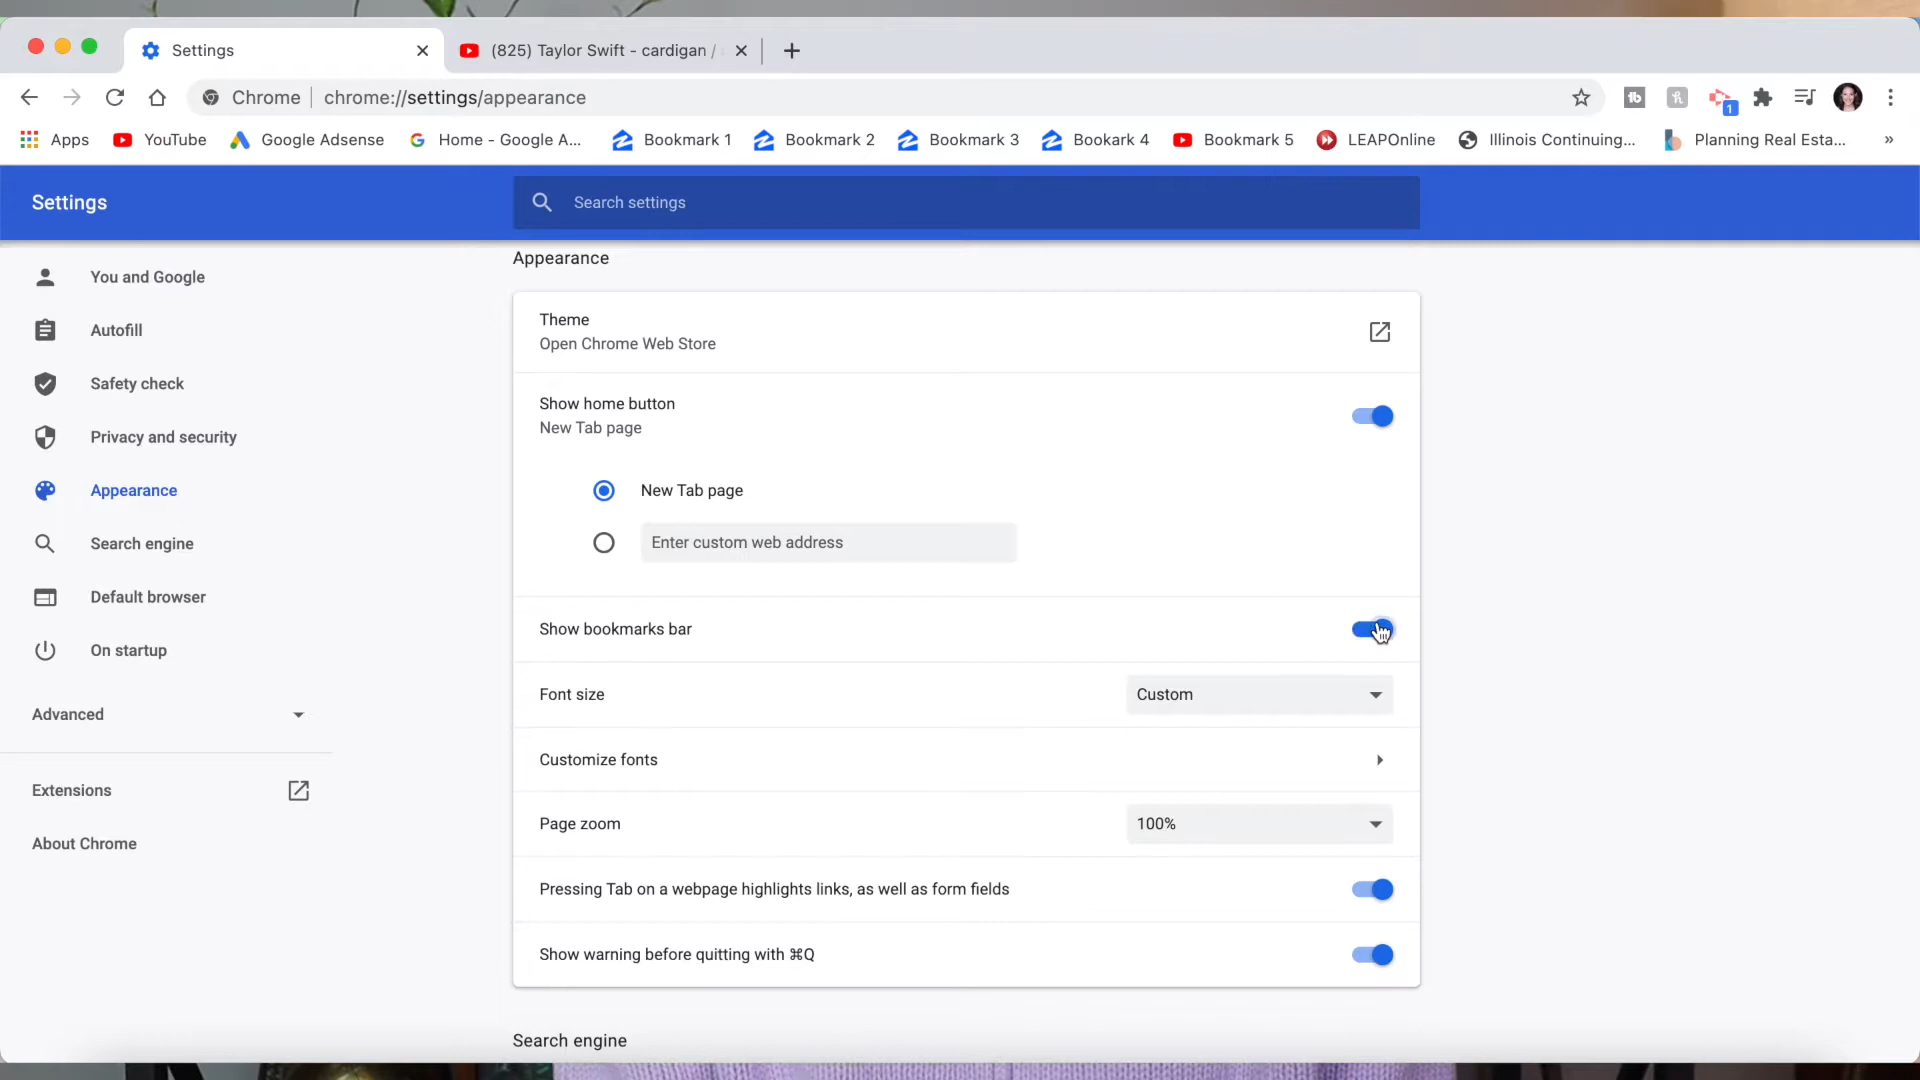 Settings
(825) Taylor Swift - cardigan /
Chrome
chrome://settings/appearance
1
Apps
YouTube
Google Adsense
Home - Google A...
Bookmark 1
Bookmark 2
Bookmark 3
Bookark 4
Bookmark 5
LEAPOnline
Illinois Continuing...
Planning Real Esta...
»
Settings
Search settings
You and Google
Autofill
Safety check
Privacy and security
Appearance
Search engine
Default browser
On startup
Advanced
Extensions
About Chrome
Appearance
Theme
Open Chrome Web Store
Show home button
New Tab page
New Tab page
Enter custom web address
Show bookmarks bar
Font size
Custom
Customize fonts
Page zoom
100%
Pressing Tab on a webpage highlights links, as well as form fields
Show warning before quitting with ⌘Q
Search engine